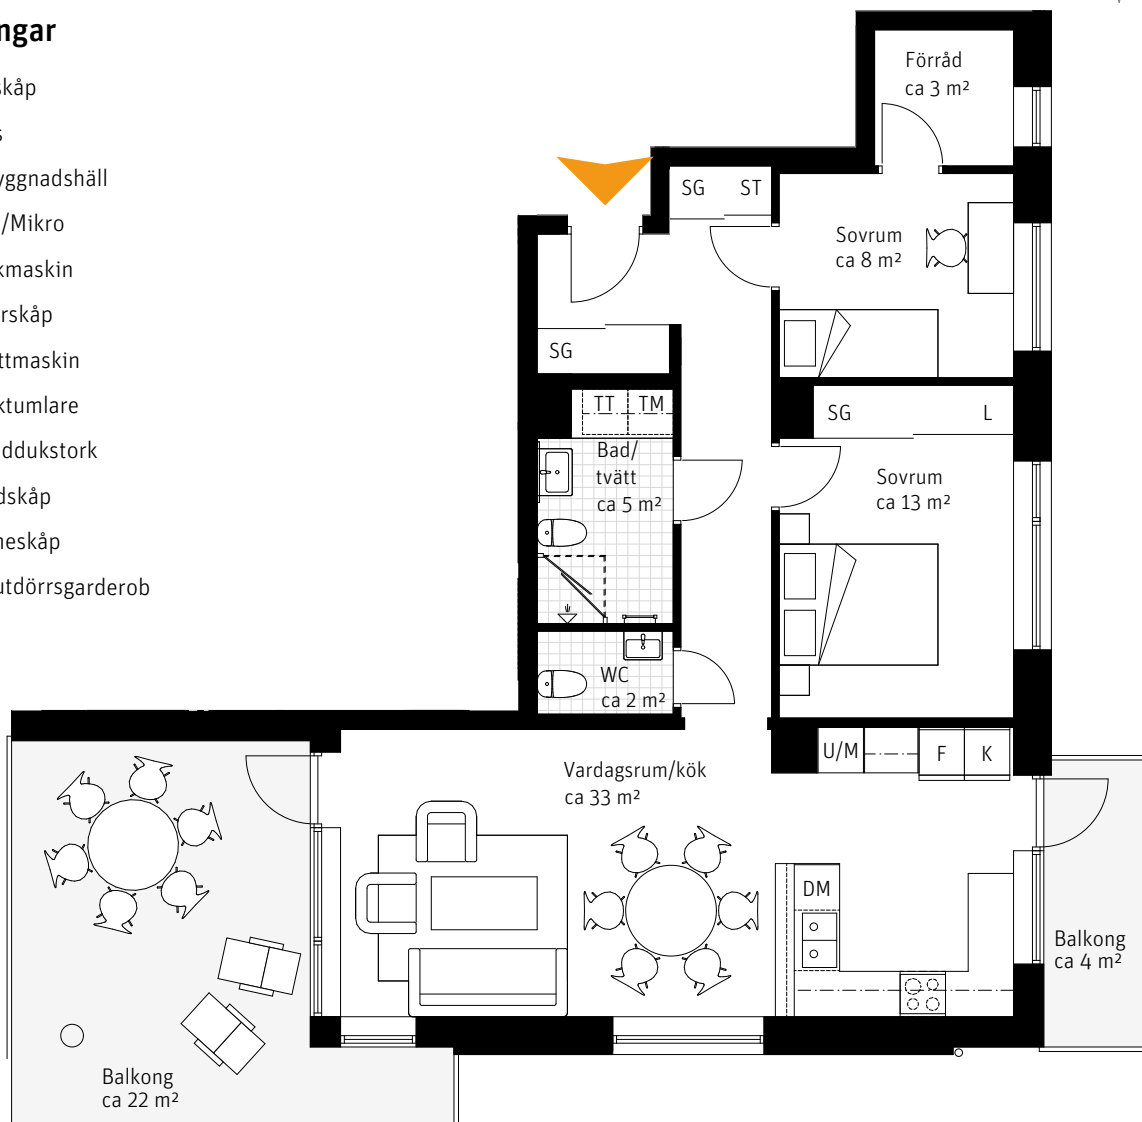 ngar
skåp
s
yggnadshäll
/Mikro
kmaskin
rskåp
ttmaskin
ktumlare
ddukstork
dskåp
neskåp
utdörrsgarderob
Förråd
ca 3 m²
SG ST
Sovrum
ca 8 m²
SG
TT TM
SG L
Bad/
tvätt
ca 5 m²
Sovrum
ca 13 m²
WC
ca 2 m²
U/M F K
Vardagsrum/kök
ca 33 m²
DM
Balkong
ca 4 m²
Balkong
ca 22 m²